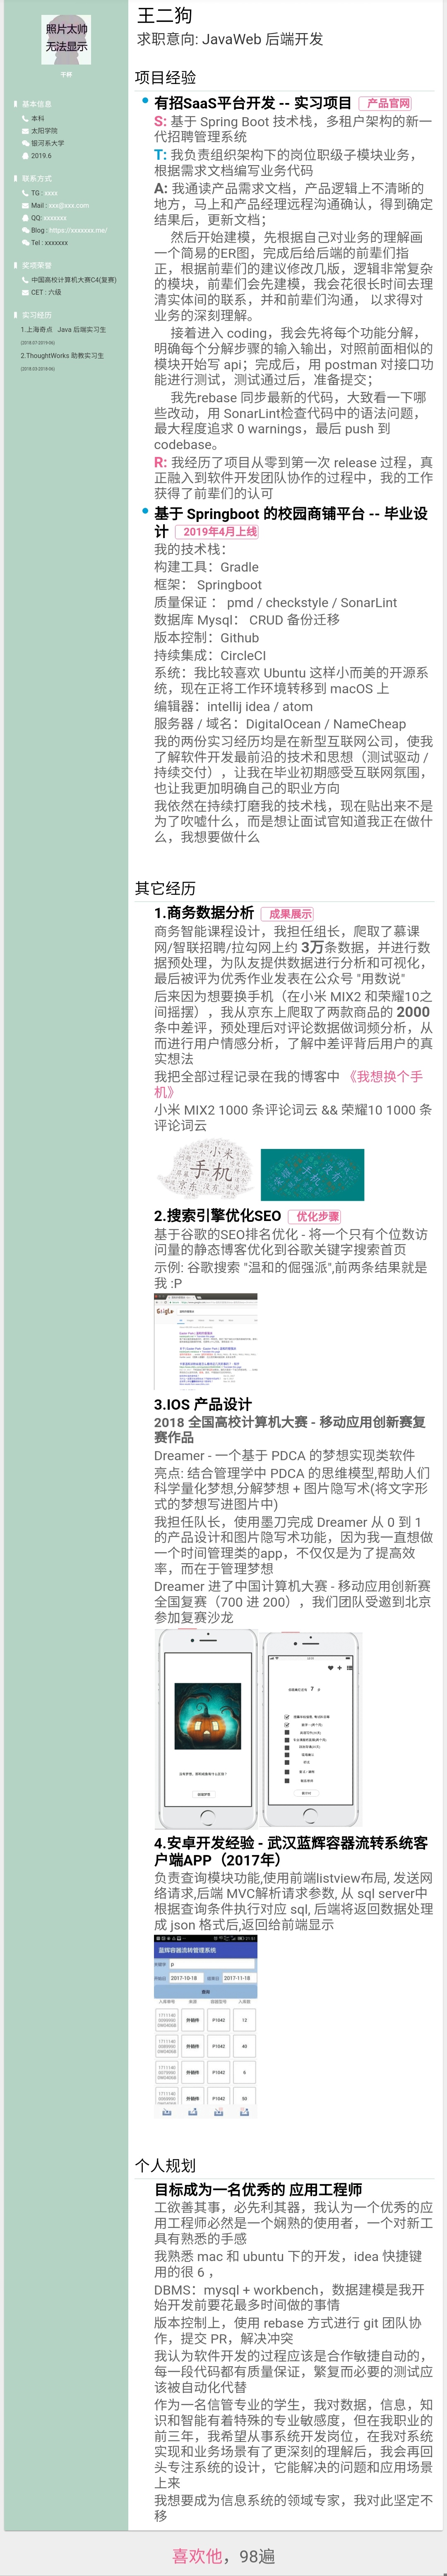 照片太帅
无法显示
手刷
基本信息
本科
太阳学院
银河系大学
2019.6
联系方式
TG : xxxx
Mail : xxx@xxx.com
QQ: xxxxxxx
Blog : https://xxxxxxx.me/
Tel : xxxxxxx
奖项荣誉
中国高校计算机大赛C4(复赛)
CET : 六级
实习经历
1.上海奇点 Java 后端实习生
(2018.07-2019-06)
2.ThoughtWorks 助教实习生
(2018.03-2018-06)
王二狗
求职意向: JavaWeb 后端开发
项目经验
有招SaaS平台开发 -- 实习项目 产品官网
S: 基于 Spring Boot 技术栈，多租户架构的新一
代招聘管理系统
T: 我负责组织架构下的岗位职级子模块业务，
根据需求文档编写业务代码
A: 我通读产品需求文档，产品逻辑上不清晰的
地方，马上和产品经理远程沟通确认，得到确定
结果后，更新文档；
然后开始建模，先根据自己对业务的理解画
一个简易的ER图，完成后给后端的前辈们指
正，根据前辈们的建议修改几版，逻辑非常复杂
的模块，前辈们会先建模，我会花很长时间去理
清实体间的联系，并和前辈们沟通， 以求得对
业务的深刻理解。
接着进入 coding，我会先将每个功能分解，
明确每个分解步骤的输入输出，对照前面相似的
模块开始写 api；完成后，用 postman 对接口功
能进行测试，测试通过后，准备提交；
我先rebase 同步最新的代码，大致看一下哪
些改动，用 SonarLint检查代码中的语法问题，
最大程度追求 0 warnings，最后 push 到
codebase。
R: 我经历了项目从零到第一次 release 过程，真
正融入到软件开发团队协作的过程中，我的工作
获得了前辈们的认可
基于 Springboot 的校园商铺平台 -- 毕业设
计 2019年4月上线
我的技术栈：
构建工具：Gradle
框架： Springboot
质量保证 ： pmd / checkstyle / SonarLint
数据库 Mysql： CRUD 备份迁移
版本控制：Github
持续集成：CircleCI
系统：我比较喜欢 Ubuntu 这样小而美的开源系
统，现在正将工作环境转移到 macOS 上
编辑器：intellij idea / atom
服务器 / 域名：DigitalOcean / NameCheap
我的两份实习经历均是在新型互联网公司，使我
了解软件开发最前沿的技术和思想（测试驱动 /
持续交付），让我在毕业初期感受互联网氛围，
也让我更加明确自己的职业方向
我依然在持续打磨我的技术栈，现在贴出来不是
为了吹嘘什么，而是想让面试官知道我正在做什
么，我想要做什么
其它经历
1.商务数据分析 成果展示
商务智能课程设计，我担任组长，爬取了慕课
网/智联招聘/拉勾网上约 3万条数据，并进行数
据预处理，为队友提供数据进行分析和可视化，
最后被评为优秀作业发表在公众号 "用数说"
后来因为想要换手机（在小米 MIX2 和荣耀10之
间摇摆），我从京东上爬取了两款商品的 2000
条中差评，预处理后对评论数据做词频分析，从
而进行用户情感分析，了解中差评背后用户的真
实想法
我把全部过程记录在我的博客中 《我想换个手
机》
小米 MIX2 1000 条评论词云 && 荣耀10 1000 条
评论词云
小米
手机
京东
2.搜索引擎优化SEO 优化步骤
基于谷歌的SEO排名优化 - 将一个只有个位数访
问量的静态博客优化到谷歌关键字搜索首页
示例: 谷歌搜索 "温和的倔强派",前两条结果就是
我 :P
3.IOS 产品设计
2018 全国高校计算机大赛 - 移动应用创新赛复
赛作品
Dreamer - 一个基于 PDCA 的梦想实现类软件
亮点: 结合管理学中 PDCA 的思维模型,帮助人们
科学量化梦想,分解梦想 + 图片隐写术(将文字形
式的梦想写进图片中)
我担任队长，使用墨刀完成 Dreamer 从 0 到 1
的产品设计和图片隐写术功能，因为我一直想做
一个时间管理类的app，不仅仅是为了提高效
率，而在于管理梦想
Dreamer 进了中国计算机大赛 - 移动应用创新赛
全国复赛（700 进 200），我们团队受邀到北京
参加复赛沙龙
4.安卓开发经验 - 武汉蓝辉容器流转系统客
户端APP（2017年）
负责查询模块功能,使用前端listview布局, 发送网
络请求,后端 MVC解析请求参数, 从 sql server中
根据查询条件执行对应 sql, 后端将返回数据处理
成 json 格式后,返回给前端显示
蓝辉容器流转管理系统
p
2017-10-18 2017-11-18
查询
P1042 12
P1042 40
P1042 6
P1042 50
个人规划
目标成为一名优秀的 应用工程师
工欲善其事，必先利其器，我认为一个优秀的应
用工程师必然是一个娴熟的使用者，一个对新工
具有熟悉的手感
我熟悉 mac 和 ubuntu 下的开发，idea 快捷键
用的很 6 ，
DBMS：mysql + workbench，数据建模是我开
始开发前要花最多时间做的事情
版本控制上，使用 rebase 方式进行 git 团队协
作，提交 PR，解决冲突
我认为软件开发的过程应该是合作敏捷自动的，
每一段代码都有质量保证，繁复而必要的测试应
该被自动化代替
作为一名信管专业的学生，我对数据，信息，知
识和智能有着特殊的专业敏感度，但在我职业的
前三年，我希望从事系统开发岗位，在我对系统
实现和业务场景有了更深刻的理解后，我会再回
头专注系统的设计，它能解决的问题和应用场景
上来
我想要成为信息系统的领域专家，我对此坚定不
移
喜欢他，98遍